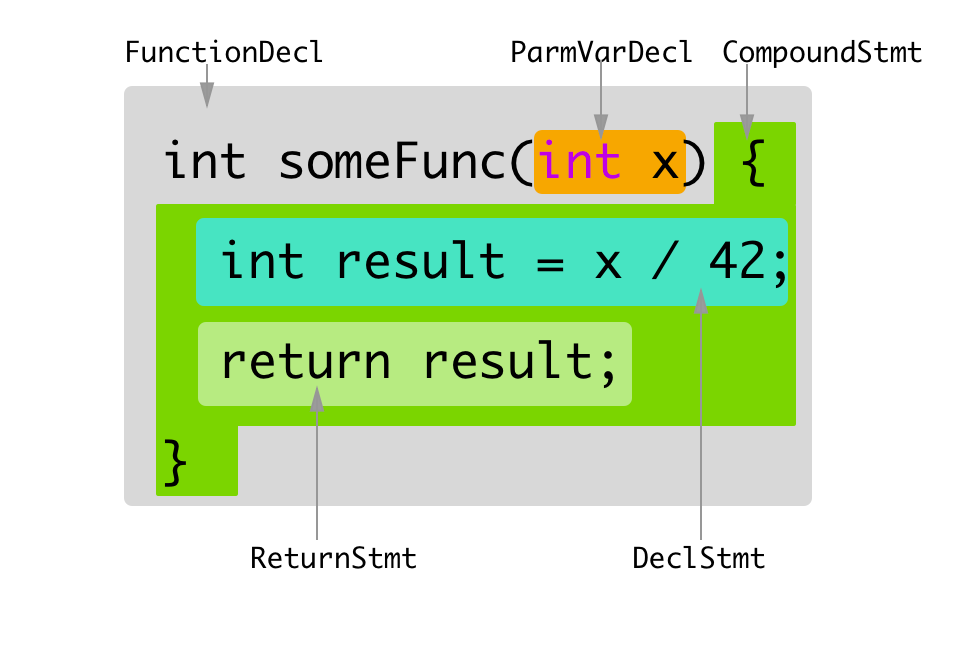 FunctionDecl ParmVarDecl CompoundStmt
int someFunc(int x) {
int result = x / 42;
return result;
}
ReturnStmt DeclStmt